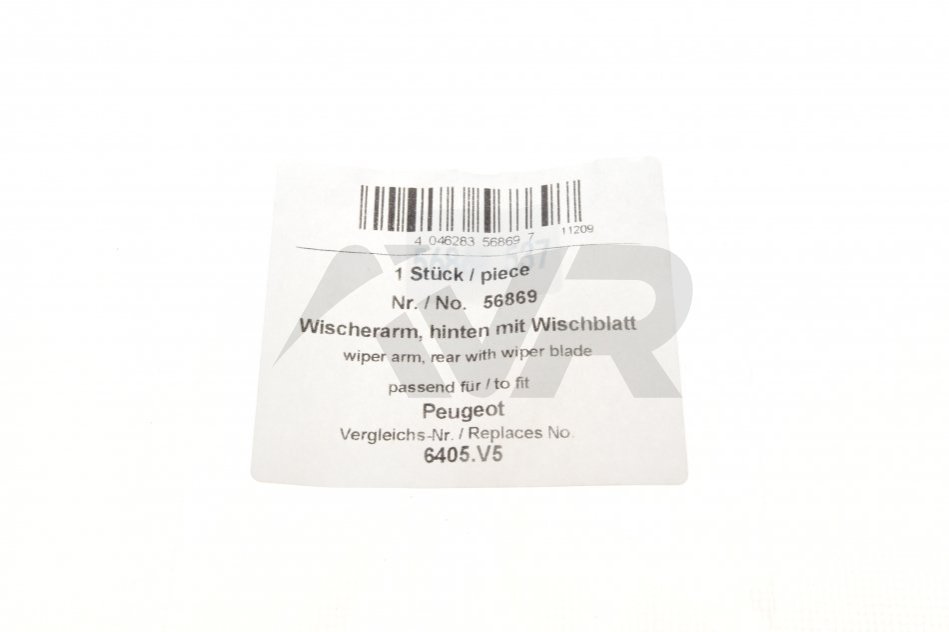 4 046283 56869 7
11209
1 Stück / piece
Nr. / No. 56869
Wischerarm, hinten mit Wischblatt
wiper arm, rear with wiper blade
passend für / to fit
Peugeot
Vergleichs-Nr. / Replaces No.
6405.V5